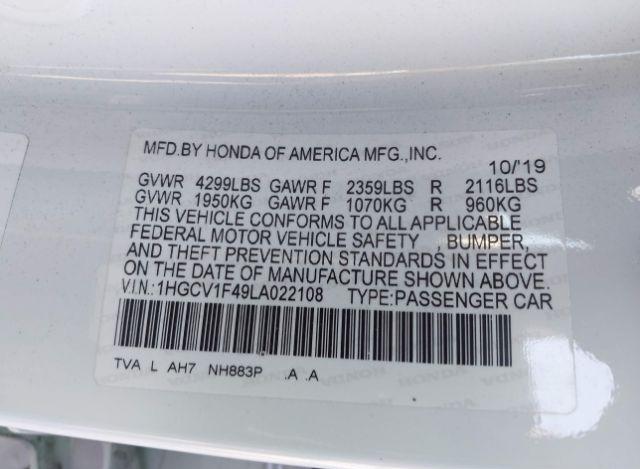 MFD.BY HONDA OF AMERICA MFG.,INC.
10/'19
GVWR 4299LBS GAWR F 2359LBS R 2116LBS
GVWR 1950KG GAWR F 1070KG R 960KG
THIS VEHICLE CONFORMS TO ALL APPLICABLE
FEDERAL MOTOR VEHICLE SAFETY , BUMPER,
AND THEFT PREVENTION STANDARDS IN EFFECT
ON THE DATE OF MANUFACTURE SHOWN ABOVE.
V.I.N.:1HGCV1F49LA022108 TYPE:PASSENGER CAR
TVA L AH7 NH883P .A .A